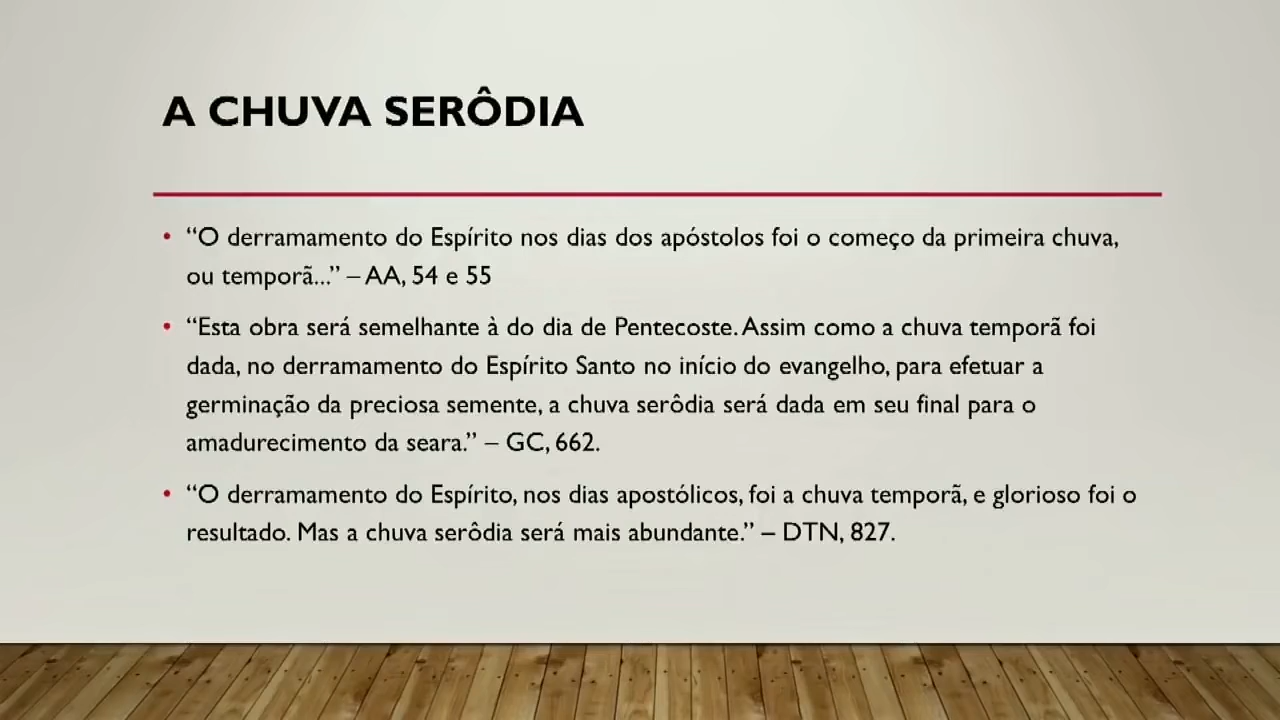 A CHUVA SERÔDIA
• “O derramamento do Espírito nos dias dos apóstolos foi o começo da primeira chuva,
ou temporã...” – AA, 54 e 55
• “Esta obra será semelhante à do dia de Pentecoste. Assim como a chuva temporã foi
dada, no derramamento do Espírito Santo no início do evangelho, para efetuar a
germinação da preciosa semente, a chuva serôdia será dada em seu final para o
amadurecimento da seara.” – GC, 662.
• “O derramamento do Espírito, nos dias apostólicos, foi a chuva temporã, e glorioso foi o
resultado. Mas a chuva serôdia será mais abundante.” – DTN, 827.